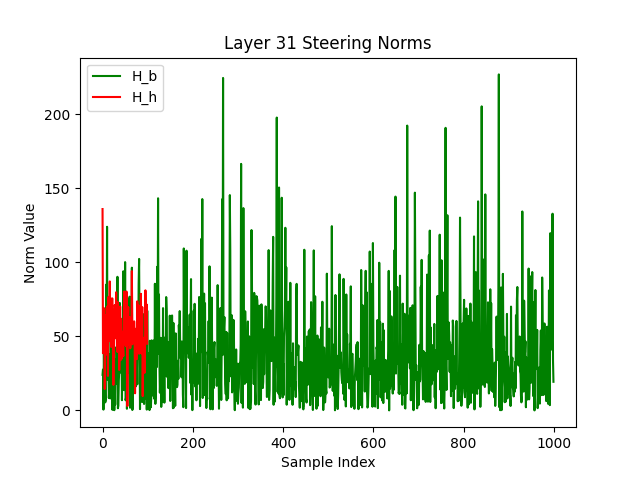 Layer 31 Steering Norms
H_b
H_h
Norm Value
200
150
100
50
0
0 200 400 600 800 1000
Sample Index